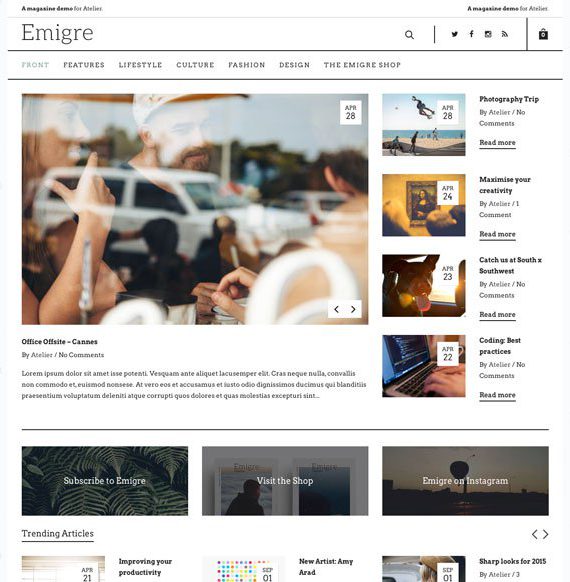 A magazine demo for Atelier.
A magazine demo for Atelier.
Emigre
0
FRONT FEATURES LIFESTYLE CULTURE FASHION DESIGN THE EMIGRE SHOP
APR
28
Office Offsite – Cannes
By Atelier / No Comments
Lorem ipsum dolor sit amet isse potenti. Vesquam ante aliquet lacusemper elit. Cras neque nulla, convallis
non commodo et, euismod nonsese. At vero eos et accusamus et iusto odio dignissimos ducimus qui blanditiis
praesentium voluptatum deleniti atque corrupti quos dolores et quas molestias excepturi sint...
APR
28
Photography Trip
By Atelier / No
Comments
Read more
APR
24
Maximise your
creativity
By Atelier / 1
Comment
Read more
APR
23
Catch us at South x
Southwest
By Atelier / No
Comments
Read more
APR
22
Coding: Best
practices
By Atelier / No
Comments
Read more
Subscribe to Emigre
Emigre
Emigre
Visit the Shop
Emigre on Instagram
Trending Articles
APR
21
Improving your
productivity
SEP
01
New Artist: Amy
Arad
SEP
01
Sharp looks for 2015
By Atelier / 3